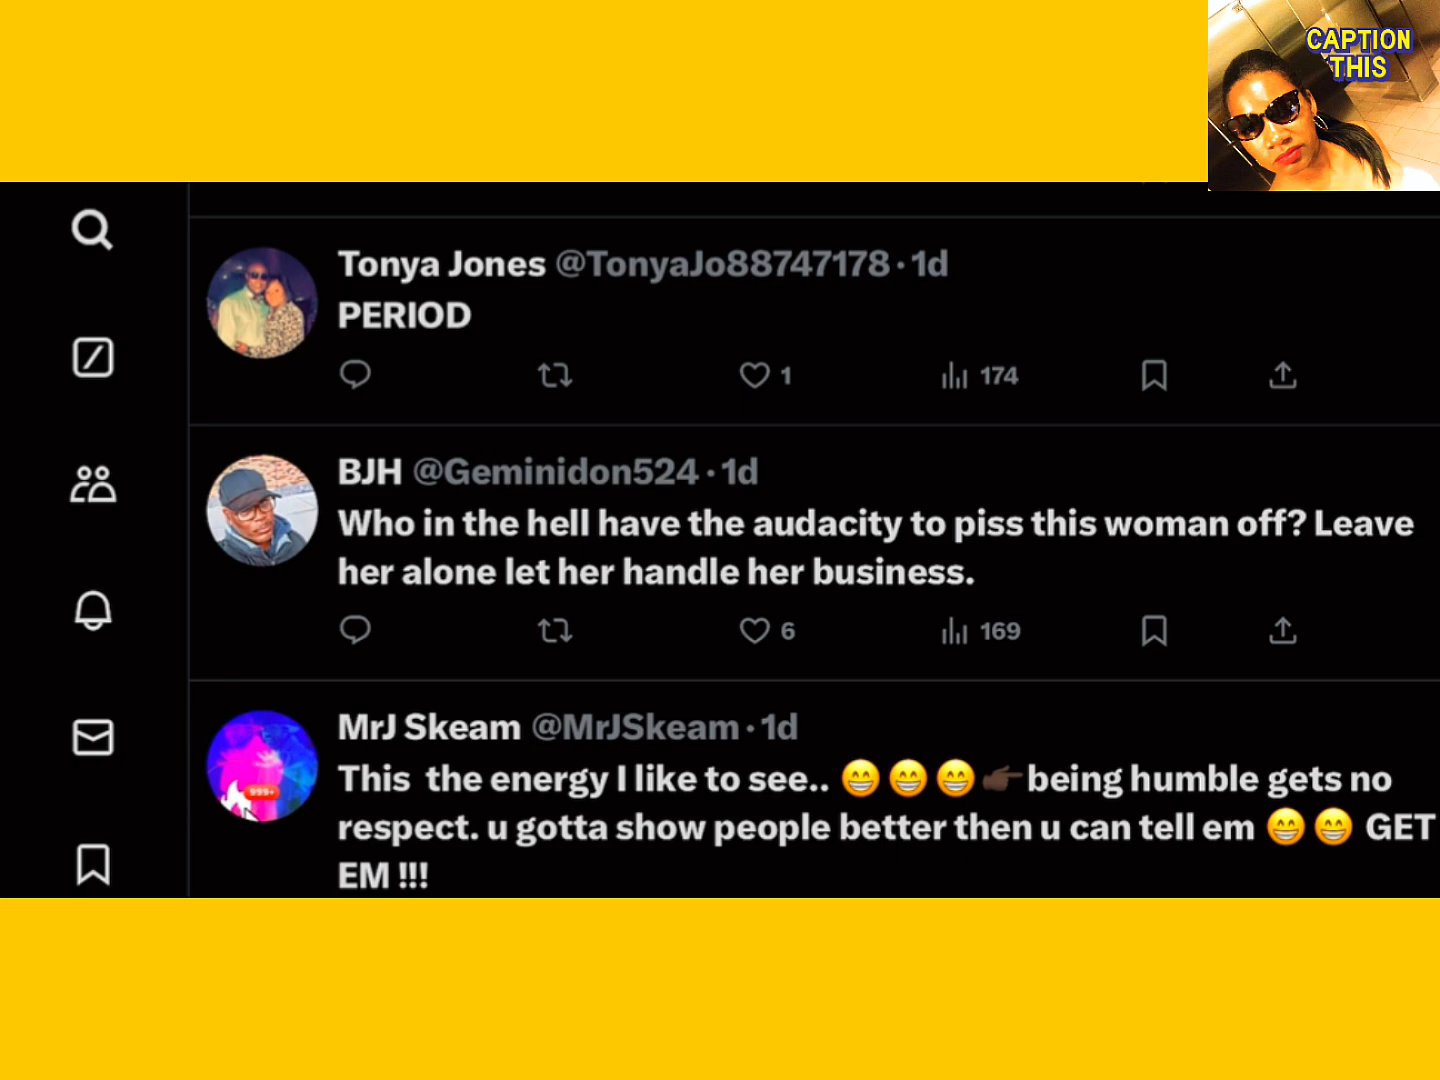 CAPTION
THIS
Tonya Jones @TonyaJo88747178 · 1d
PERIOD
1 174
BJH @Geminidon524 · 1d
Who in the hell have the audacity to piss this woman off? Leave
her alone let her handle her business.
6 169
MrJ Skeam @MrJSkeam · 1d
This the energy I like to see.. 😁😁😁👉🏿being humble gets no
respect. u gotta show people better then u can tell em 😁😁 GET
EM !!!
999+